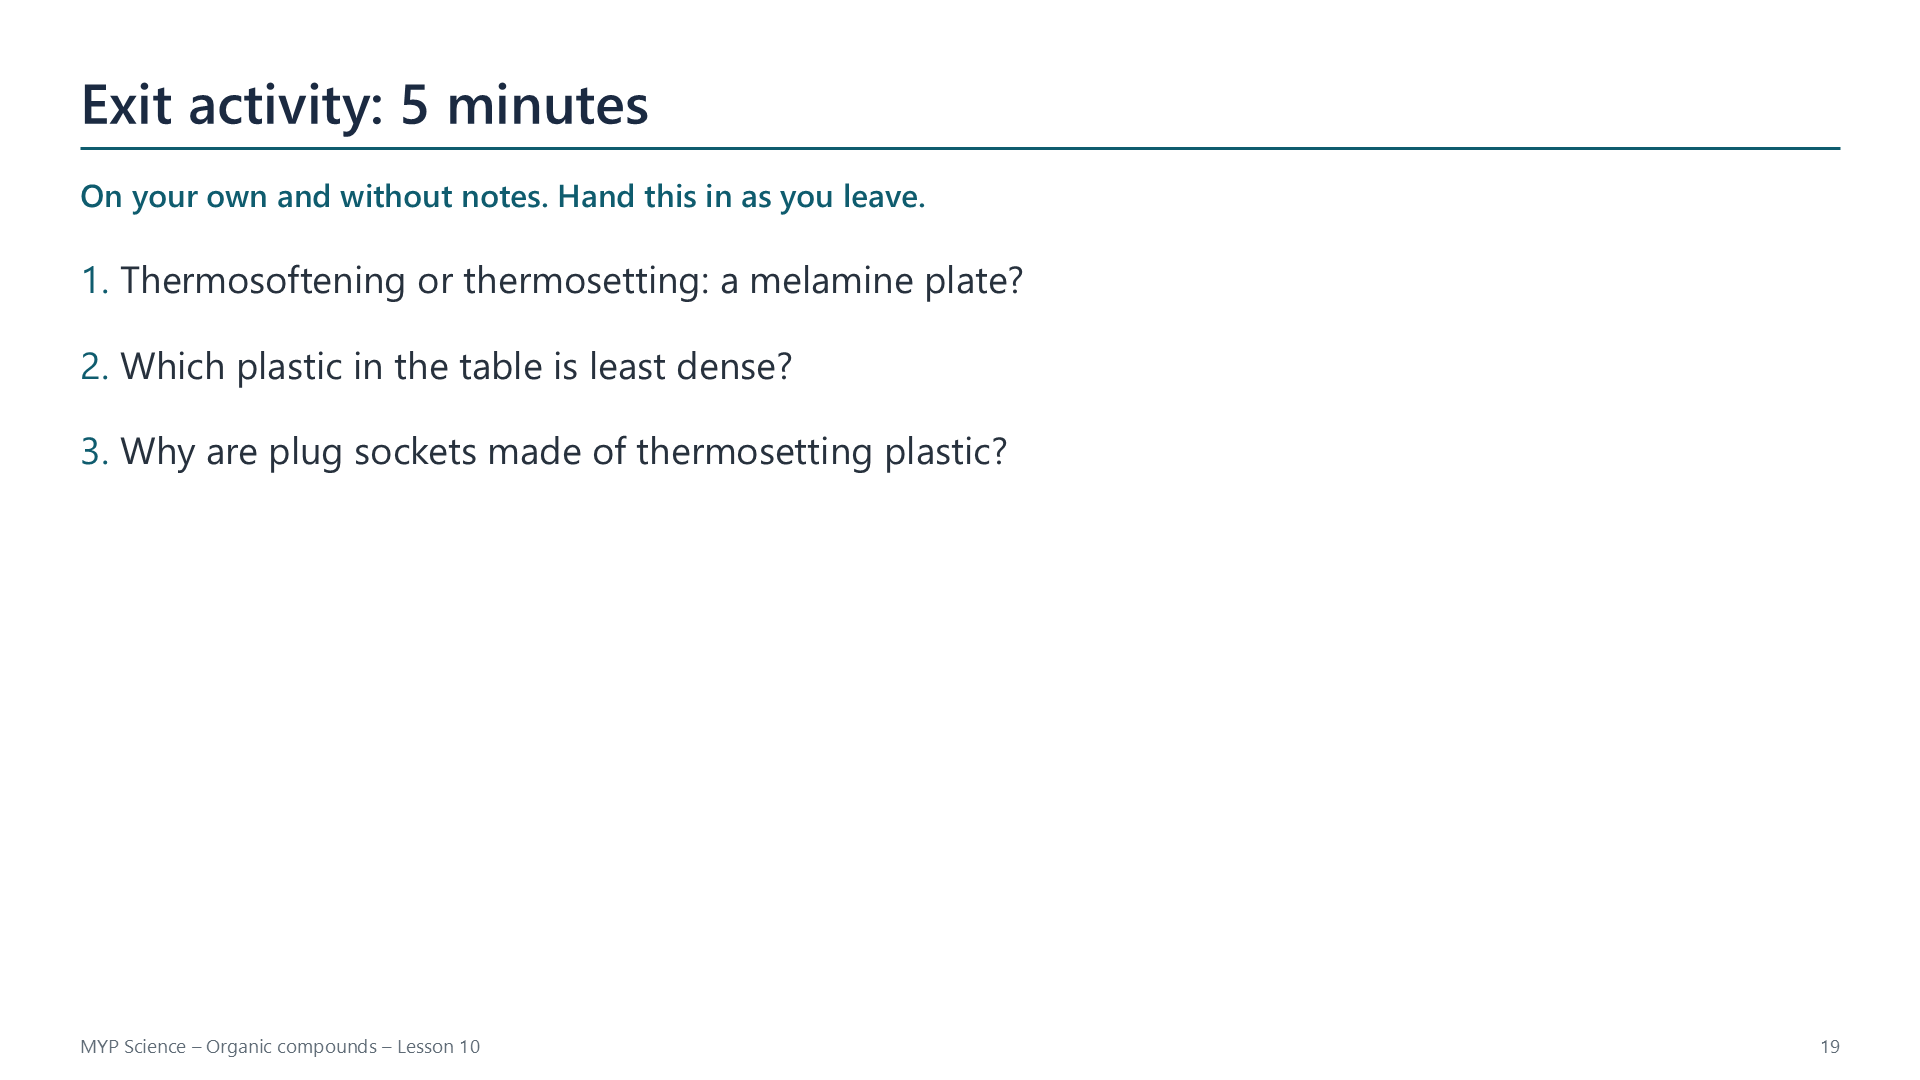 Exit activity: 5 minutes
On your own and without notes. Hand this in as you leave.
1. Thermosoftening or thermosetting: a melamine plate?
2. Which plastic in the table is least dense?
3. Why are plug sockets made of thermosetting plastic?
MYP Science – Organic compounds – Lesson 10
19